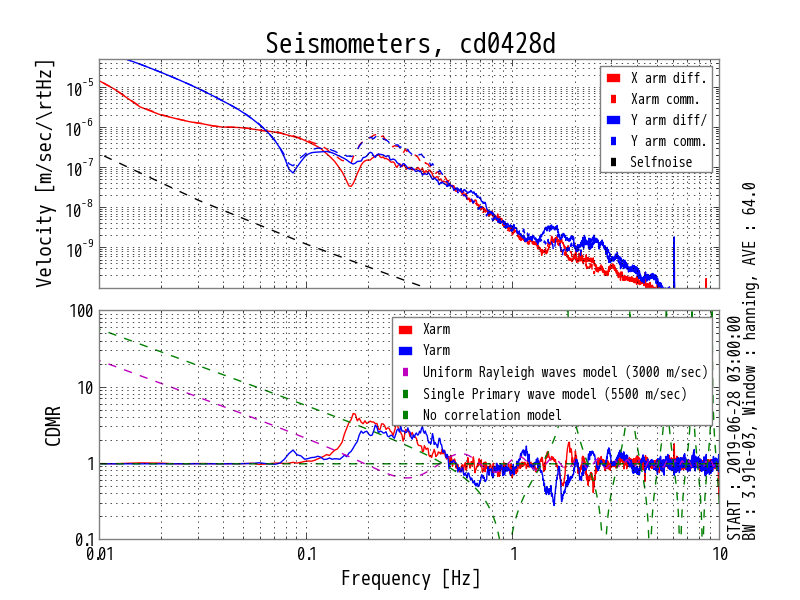 Seismometers, cd0428d
Velocity [m/sec/\rtHz]
10^-5
10^-6
10^-7
10^-8
10^-9
X arm diff.
Xarm comm.
Y arm diff/
Y arm comm.
Selfnoise
CDMR
100
10
1
0.1
Xarm
Yarm
Uniform Rayleigh waves model (3000 m/sec)
Single Primary wave model (5500 m/sec)
No correlation model
0.01
0.1
1
10
Frequency [Hz]
START : 2019-06-28 03:00:00
BW : 3.91e-03, Window : hanning, AVE : 64.0